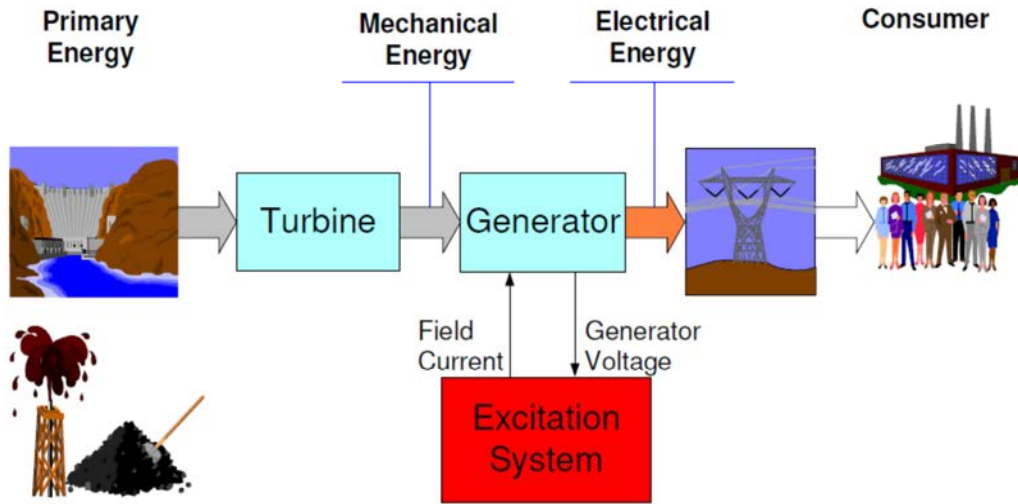 Primary
Energy
Mechanical
Energy
Electrical
Energy
Consumer
Turbine
Generator
Field
Current
Generator
Voltage
Excitation
System